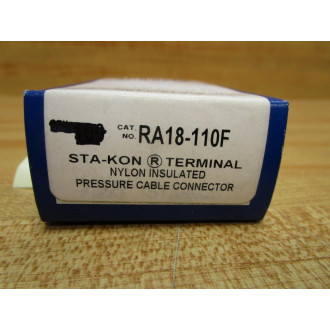 CAT. NO. RA18-110F
STA-KON ® TERMINAL
NYLON INSULATED
PRESSURE CABLE CONNECTOR